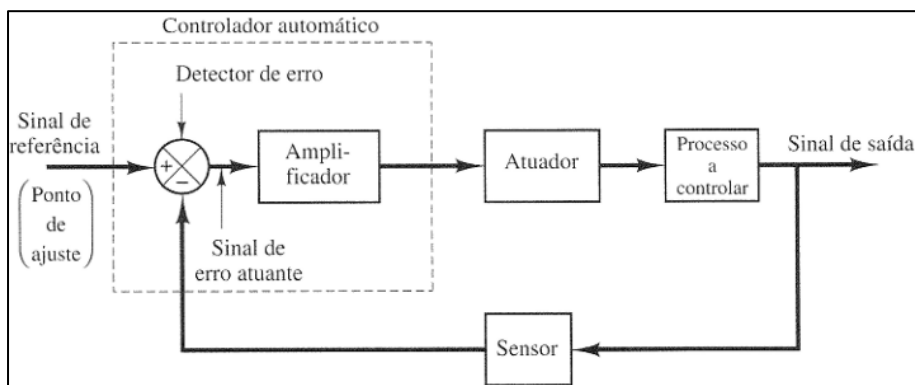 Controlador automático
Detector de erro
Sinal de
referência
(Ponto
de
ajuste)
+
−
Sinal de
erro atuante
Ampli-
ficador
Atuador
Processo
a
controlar
Sinal de saída
Sensor